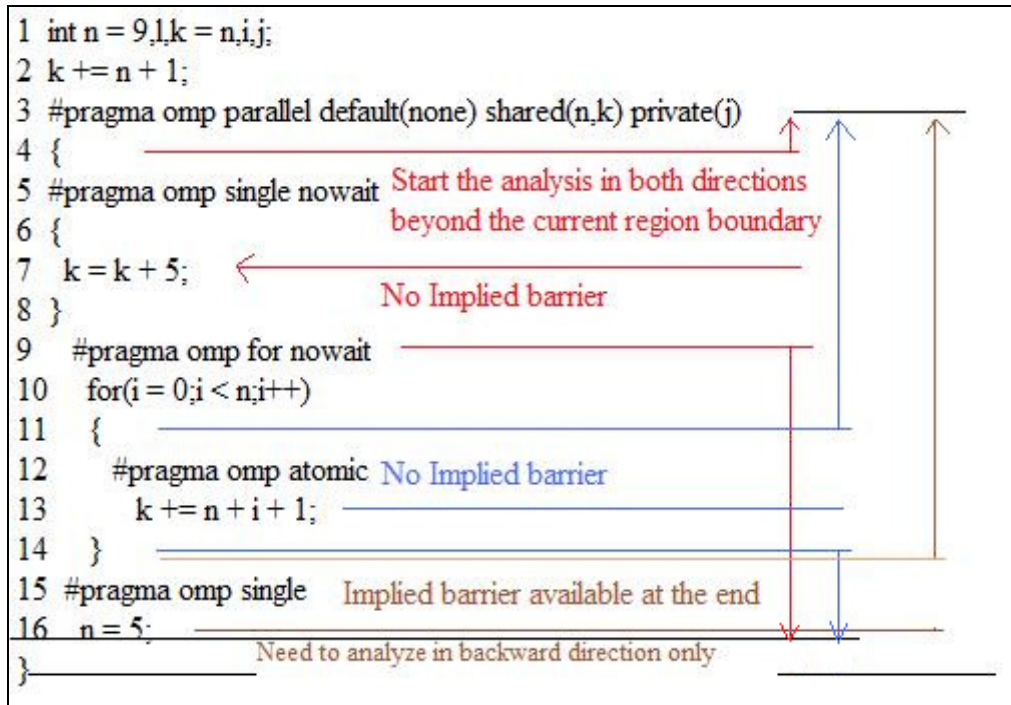 1 int n = 9,l,k = n,i,j;
2 k += n + 1;
3 #pragma omp parallel default(none) shared(n,k) private(j)
4 {
5 #pragma omp single nowait
Start the analysis in both directions
beyond the current region boundary
6 {
7 k = k + 5;
No Implied barrier
8 }
9 #pragma omp for nowait
10 for(i = 0;i < n;i++)
11 {
12 #pragma omp atomic No Implied barrier
13 k += n + i + 1;
14 }
15 #pragma omp single Implied barrier available at the end
16 n = 5;
Need to analyze in backward direction only
}